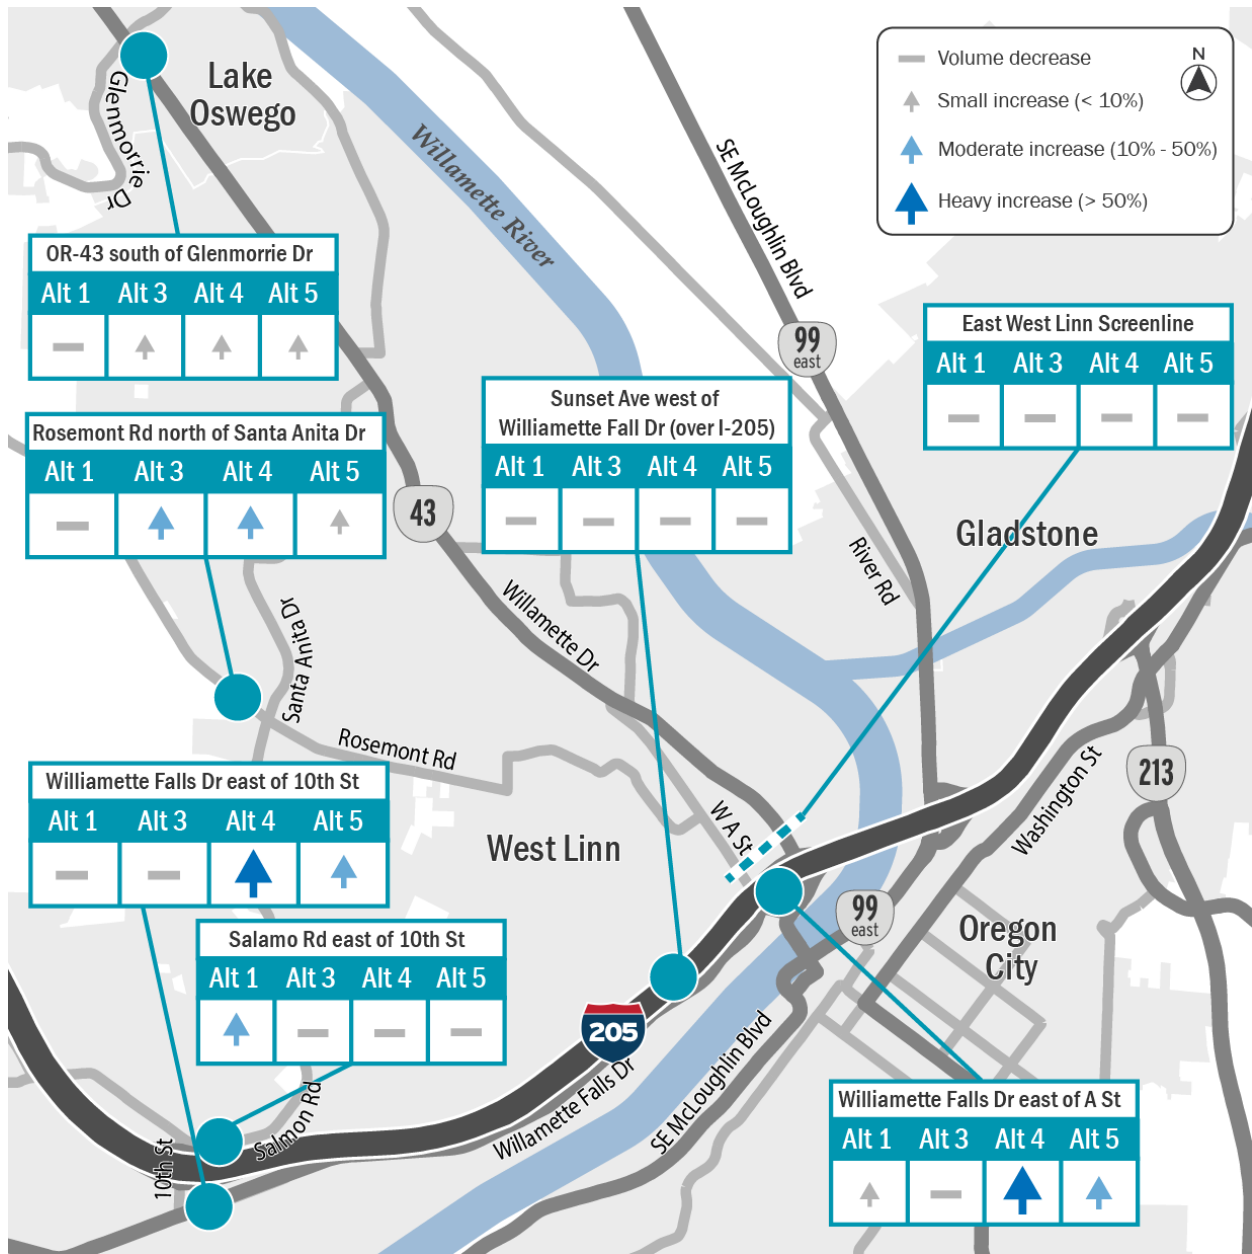 Lake
Oswego
Glenmorrie
Dr
Willamette River
SE McLoughlin Blvd
Volume decrease
Small increase (< 10%)
Moderate increase (10% - 50%)
Heavy increase (> 50%)
N
OR-43 south of Glenmorrie Dr
Alt 1 Alt 3 Alt 4 Alt 5
99
east
East West Linn Screenline
Alt 1 Alt 3 Alt 4 Alt 5
Sunset Ave west of
Williamette Fall Dr (over I-205)
Alt 1 Alt 3 Alt 4 Alt 5
Rosemont Rd north of Santa Anita Dr
Alt 1 Alt 3 Alt 4 Alt 5
43
Gladstone
River Rd
Willamette Dr
Santa Anita Dr
Rosemont Rd
213
Washington St
Williamette Falls Dr east of 10th St
Alt 1 Alt 3 Alt 4 Alt 5
West Linn
W A St
99
east
Oregon
City
Salamo Rd east of 10th St
Alt 1 Alt 3 Alt 4 Alt 5
205
Willamette Falls Dr
SE McLoughlin Blvd
Salmon Rd
10th St
Williamette Falls Dr east of A St
Alt 1 Alt 3 Alt 4 Alt 5